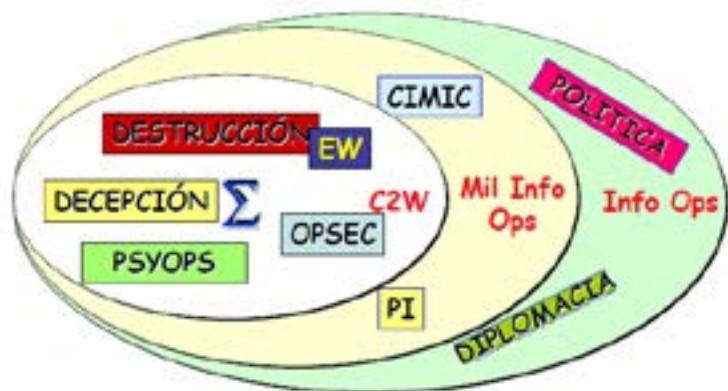 CIMIC
POLITICA
DESTRUCCIÓN
EW
DECEPCIÓN
Σ
C2W
Mil Info
Ops
Info Ops
OPSEC
PSYOPS
PI
DIPLOMACIA